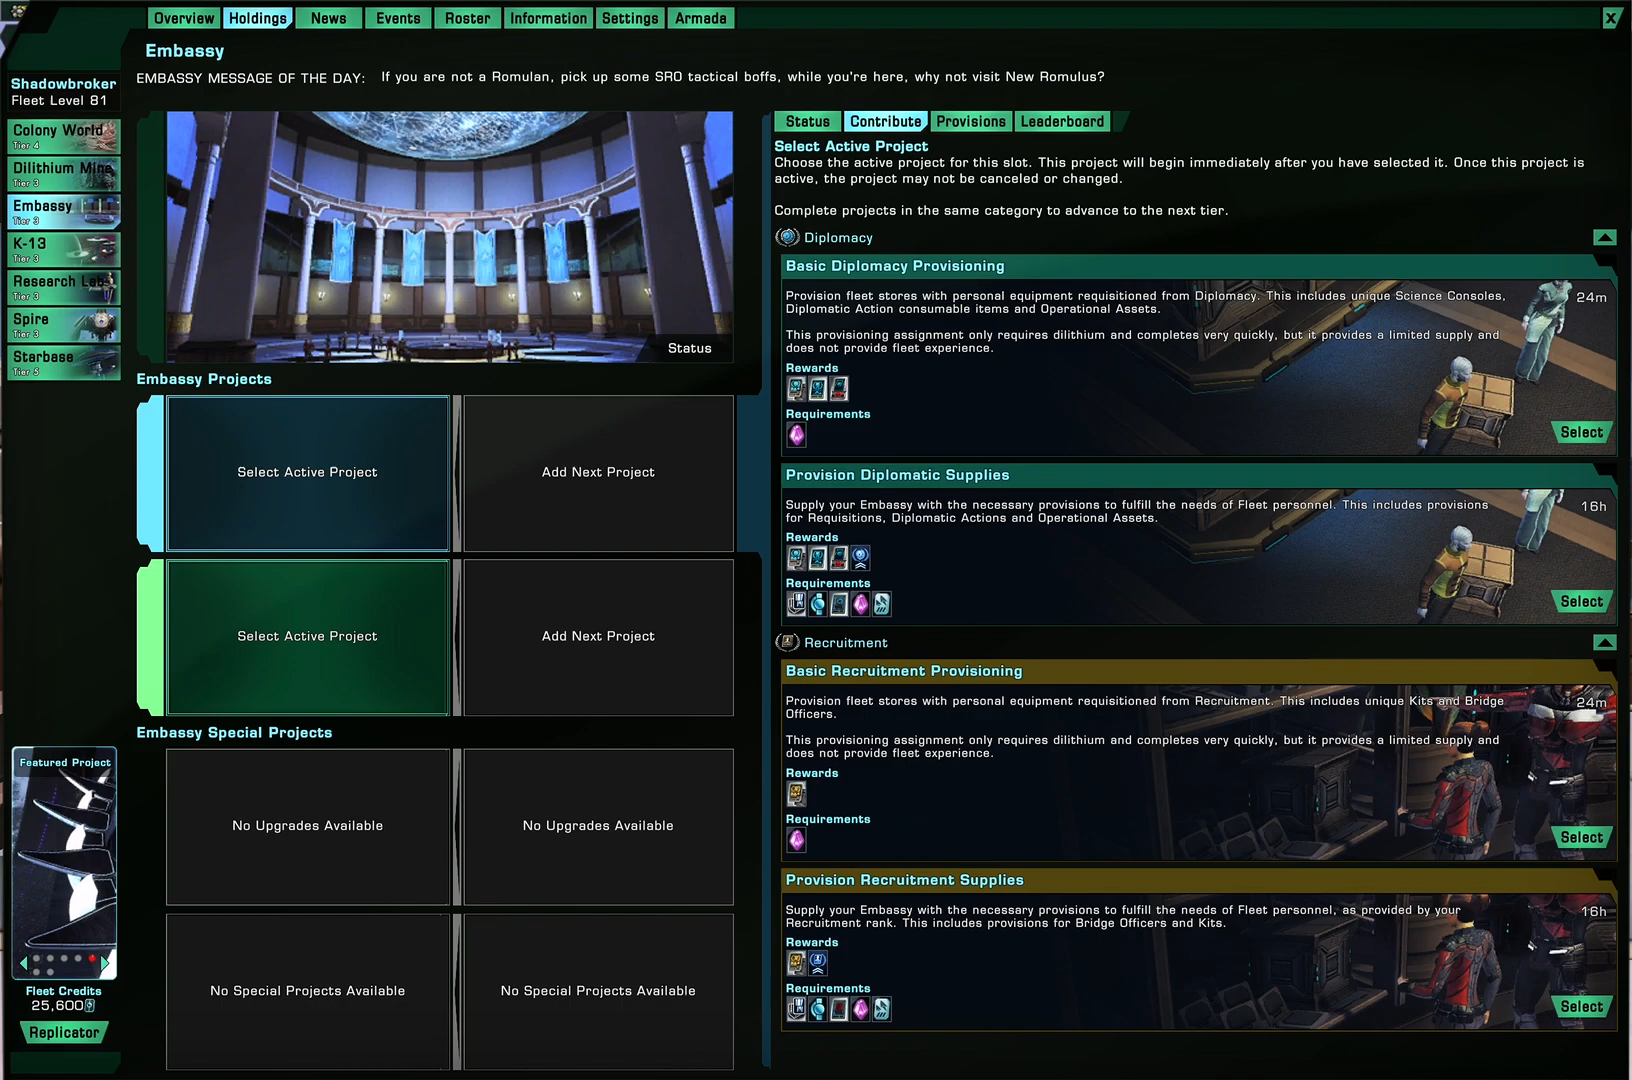 Overview Holdings News Events Roster Information Settings Armada X
Embassy
EMBASSY MESSAGE OF THE DAY: If you are not a Romulan, pick up some SRO tactical boffs, while you're here, why not visit New Romulus?
Shadowbroker
Fleet Level 81
Colony World
Tier 4
Dilithium Mine
Tier 3
Embassy
Tier 3
K-13
Tier 3
Research Lab
Tier 3
Spire
Tier 3
Starbase
Tier 5
Featured Project
Fleet Credits
25,600
Replicator
Status
Embassy Projects
Select Active Project
Add Next Project
Select Active Project
Add Next Project
Embassy Special Projects
No Upgrades Available
No Upgrades Available
No Special Projects Available
No Special Projects Available
Status Contribute Provisions Leaderboard
Select Active Project
Choose the active project for this slot. This project will begin immediately after you have selected it. Once this project is
active, the project may not be canceled or changed.
Complete projects in the same category to advance to the next tier.
Diplomacy
Basic Diplomacy Provisioning
Provision fleet stores with personal equipment requisitioned from Diplomacy. This includes unique Science Consoles,
Diplomatic Action consumable items and Operational Assets.
24m
This provisioning assignment only requires dilithium and completes very quickly, but it provides a limited supply and
does not provide fleet experience.
Rewards
Requirements
Select
Provision Diplomatic Supplies
Supply your Embassy with the necessary provisions to fulfill the needs of Fleet personnel. This includes provisions
for Requisitions, Diplomatic Actions and Operational Assets.
16h
Rewards
Requirements
Select
Recruitment
Basic Recruitment Provisioning
Provision fleet stores with personal equipment requisitioned from Recruitment. This includes unique Kits and Bridge
Officers.
24m
This provisioning assignment only requires dilithium and completes very quickly, but it provides a limited supply and
does not provide fleet experience.
Rewards
Requirements
Select
Provision Recruitment Supplies
Supply your Embassy with the necessary provisions to fulfill the needs of Fleet personnel, as provided by your
Recruitment rank. This includes provisions for Bridge Officers and Kits.
16h
Rewards
Requirements
Select